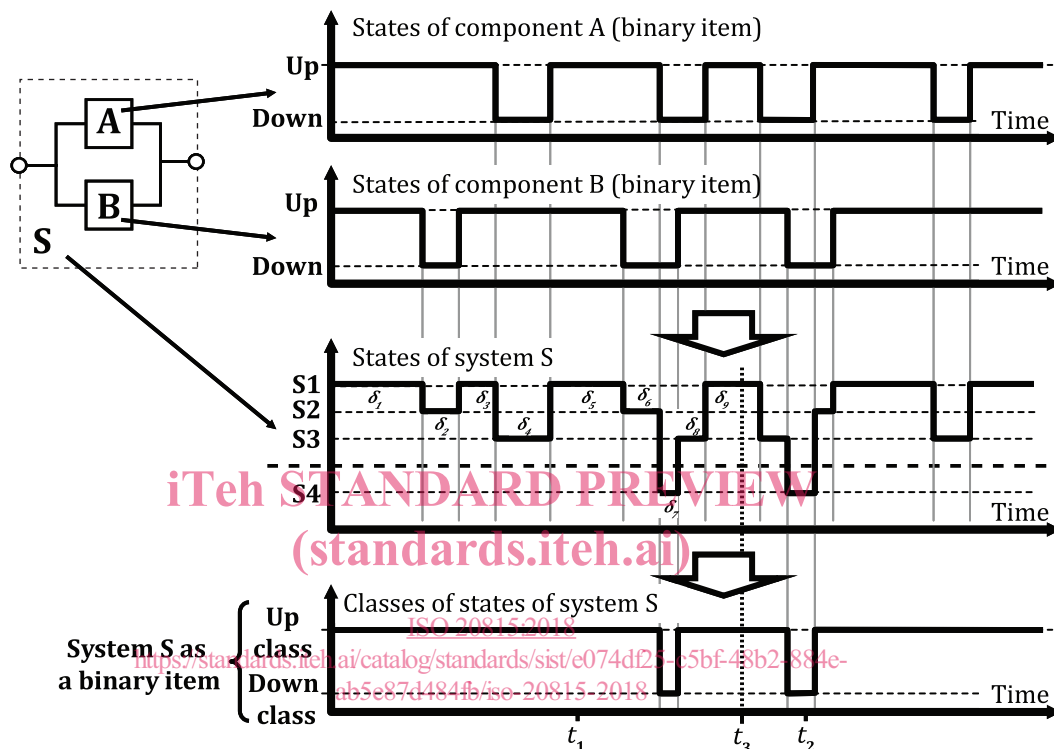 States of component A (binary item)
Up
Down
Time
A
B
S
States of component B (binary item)
Up
Down
Time
States of system S
S1
S2
S3
S4
δ1
δ2
δ3
δ4
δ5
δ6
δ7
δ8
δ9
Time
iTeh STANDARD PREVIEW
(standards.iteh.ai)
Classes of states of system S
ISO 20815:2018
https://standards.iteh.ai/catalog/standards/sist/e074df25-c5bf-48b2-884e-
ab5e87d484fb/iso-20815-2018
System S as
a binary item
Up
class
Down
class
Time
t1
t3
t2